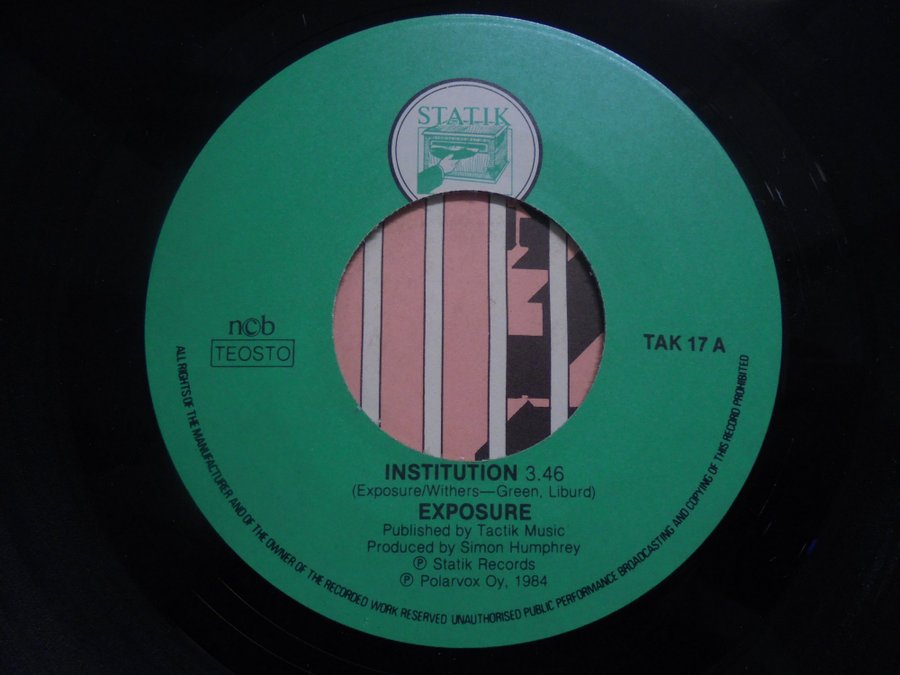 STATIK
ncb
TEOSTO
TAK 17 A
INSTITUTION 3.46
(Exposure/Withers—Green, Liburd)
EXPOSURE
Published by Tactik Music
Produced by Simon Humphrey
Ⓟ Statik Records
Ⓟ Polarvox Oy, 1984
ALL RIGHTS OF THE MANUFACTURER AND OF THE OWNER OF THE RECORDED WORK RESERVED UNAUTHORISED PUBLIC PERFORMANCE BROADCASTING AND COPYING OF THIS RECORD PROHIBITED